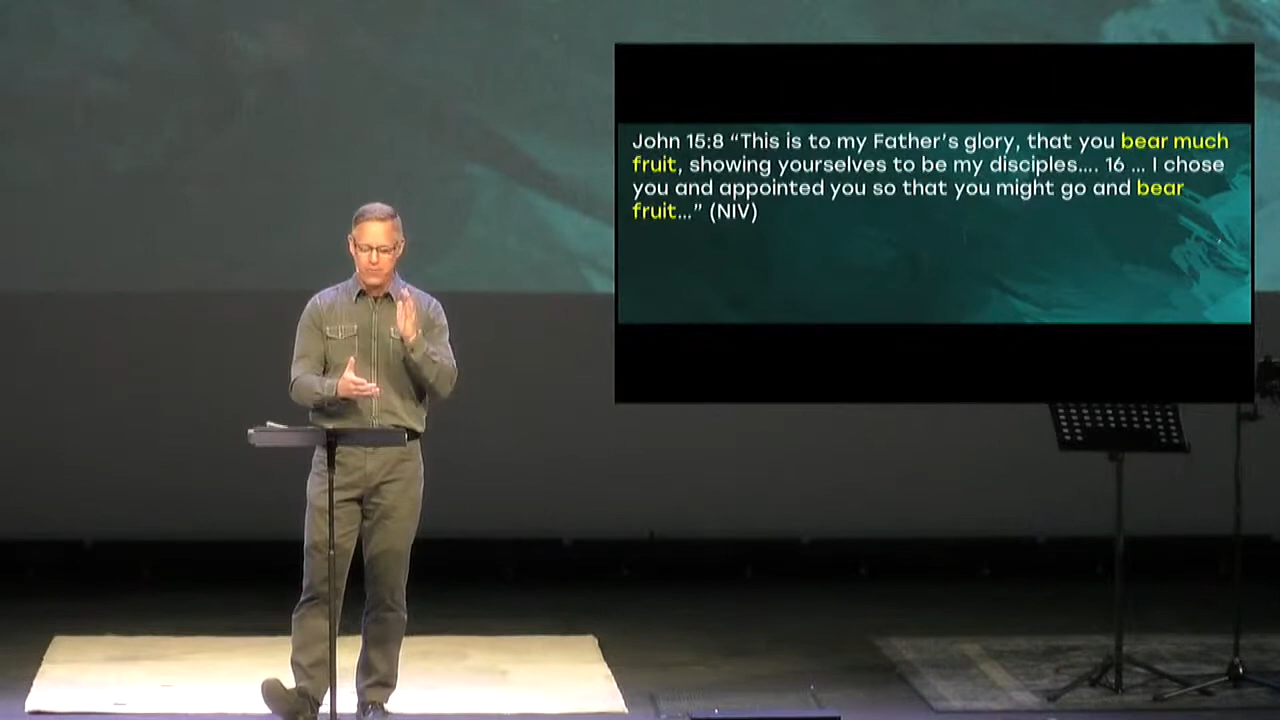 John 15:8 “This is to my Father’s glory, that you bear much
fruit, showing yourselves to be my disciples.... 16 ... I chose
you and appointed you so that you might go and bear
fruit...” (NIV)